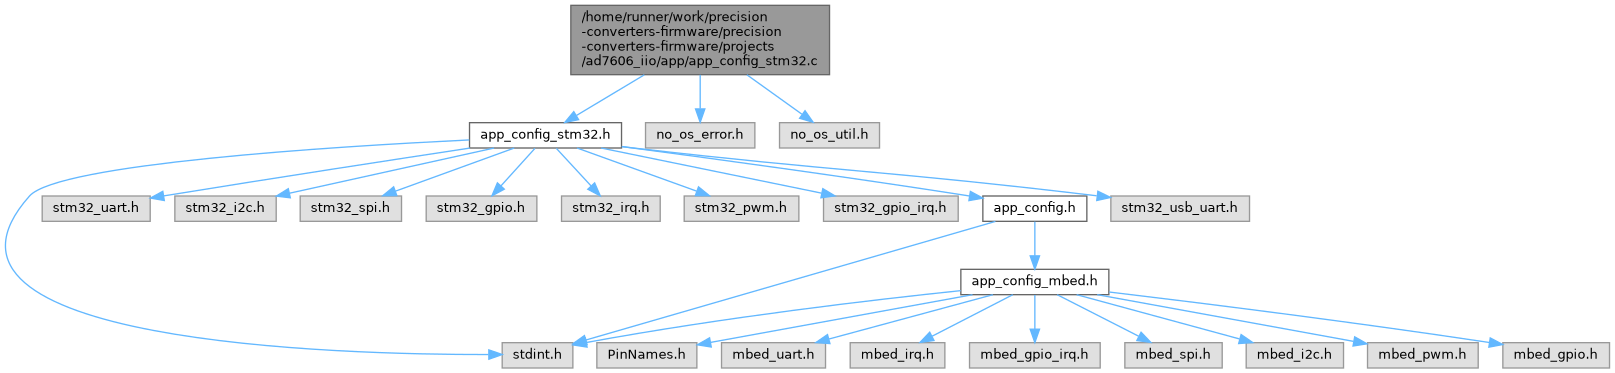 /home/runner/work/precision
-converters-firmware/precision
-converters-firmware/projects
/ad7606_iio/app/app_config_stm32.c
app_config_stm32.h
no_os_error.h
no_os_util.h
stm32_uart.h
stm32_i2c.h
stm32_spi.h
stm32_gpio.h
stm32_irq.h
stm32_pwm.h
stm32_gpio_irq.h
app_config.h
stm32_usb_uart.h
app_config_mbed.h
stdint.h
PinNames.h
mbed_uart.h
mbed_irq.h
mbed_gpio_irq.h
mbed_spi.h
mbed_i2c.h
mbed_pwm.h
mbed_gpio.h